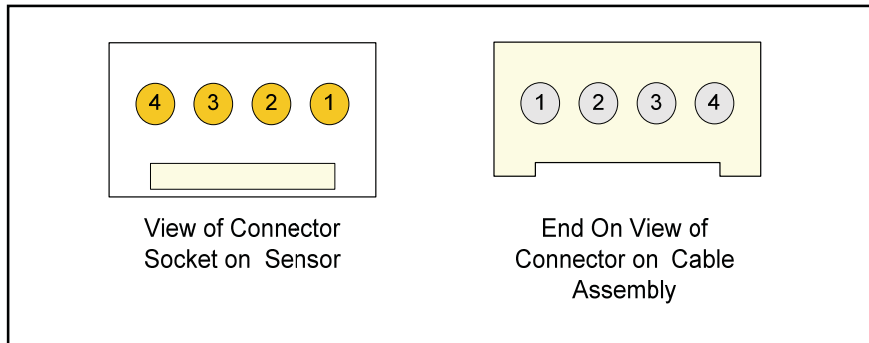 4 3 2 1
View of Connector
Socket on Sensor
1 2 3 4
End On View of
Connector on Cable
Assembly